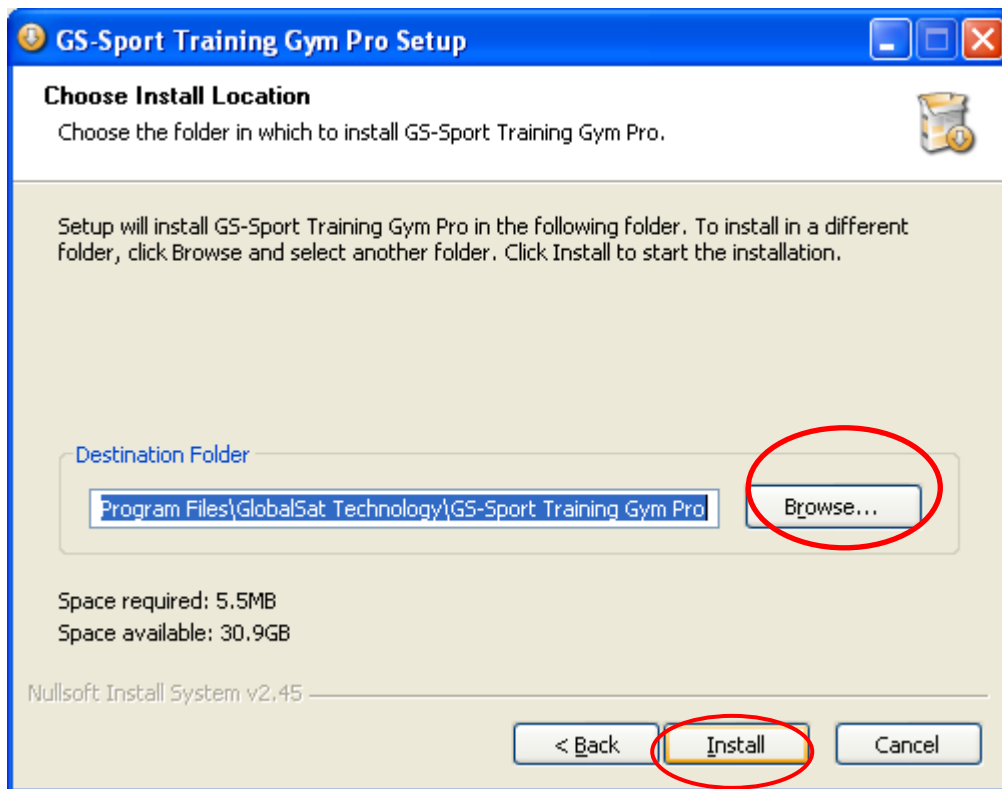 GS-Sport Training Gym Pro Setup
Choose Install Location
Choose the folder in which to install GS-Sport Training Gym Pro.
Setup will install GS-Sport Training Gym Pro in the following folder. To install in a different
folder, click Browse and select another folder. Click Install to start the installation.
Destination Folder
Program Files\GlobalSat Technology\GS-Sport Training Gym Pro
Browse...
Space required: 5.5MB
Space available: 30.9GB
Nullsoft Install System v2.45
< Back
Install
Cancel